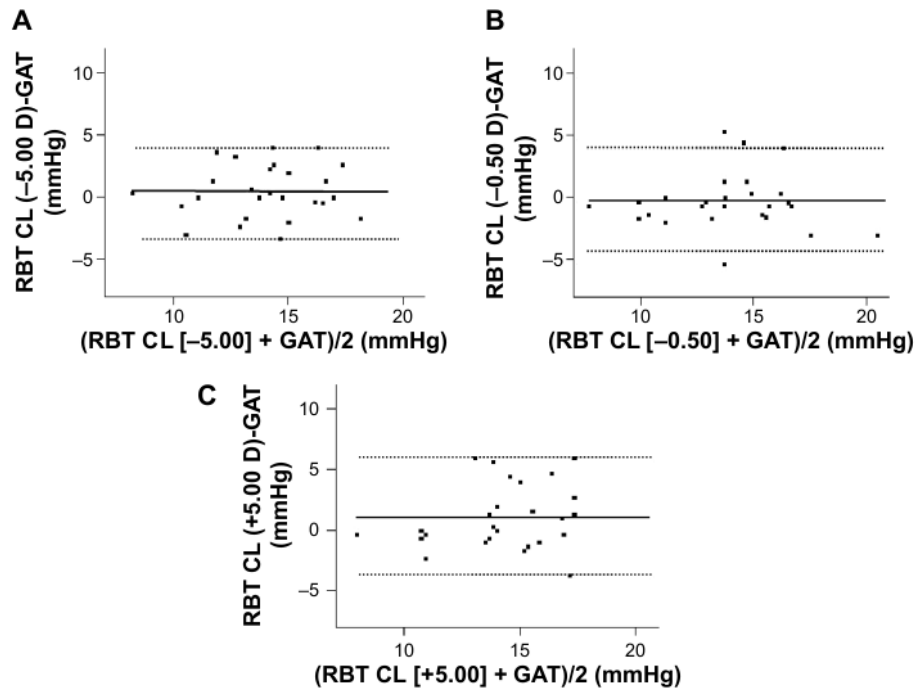 A
RBT CL (–5.00 D)-GAT
(mmHg)
10
5
0
–5
10
15
20
(RBT CL [–5.00] + GAT)/2 (mmHg)
B
RBT CL (–0.50 D)-GAT
(mmHg)
10
5
0
–5
10
15
20
(RBT CL [–0.50] + GAT)/2 (mmHg)
C
RBT CL (+5.00 D)-GAT
(mmHg)
10
5
0
–5
10
15
20
(RBT CL [+5.00] + GAT)/2 (mmHg)